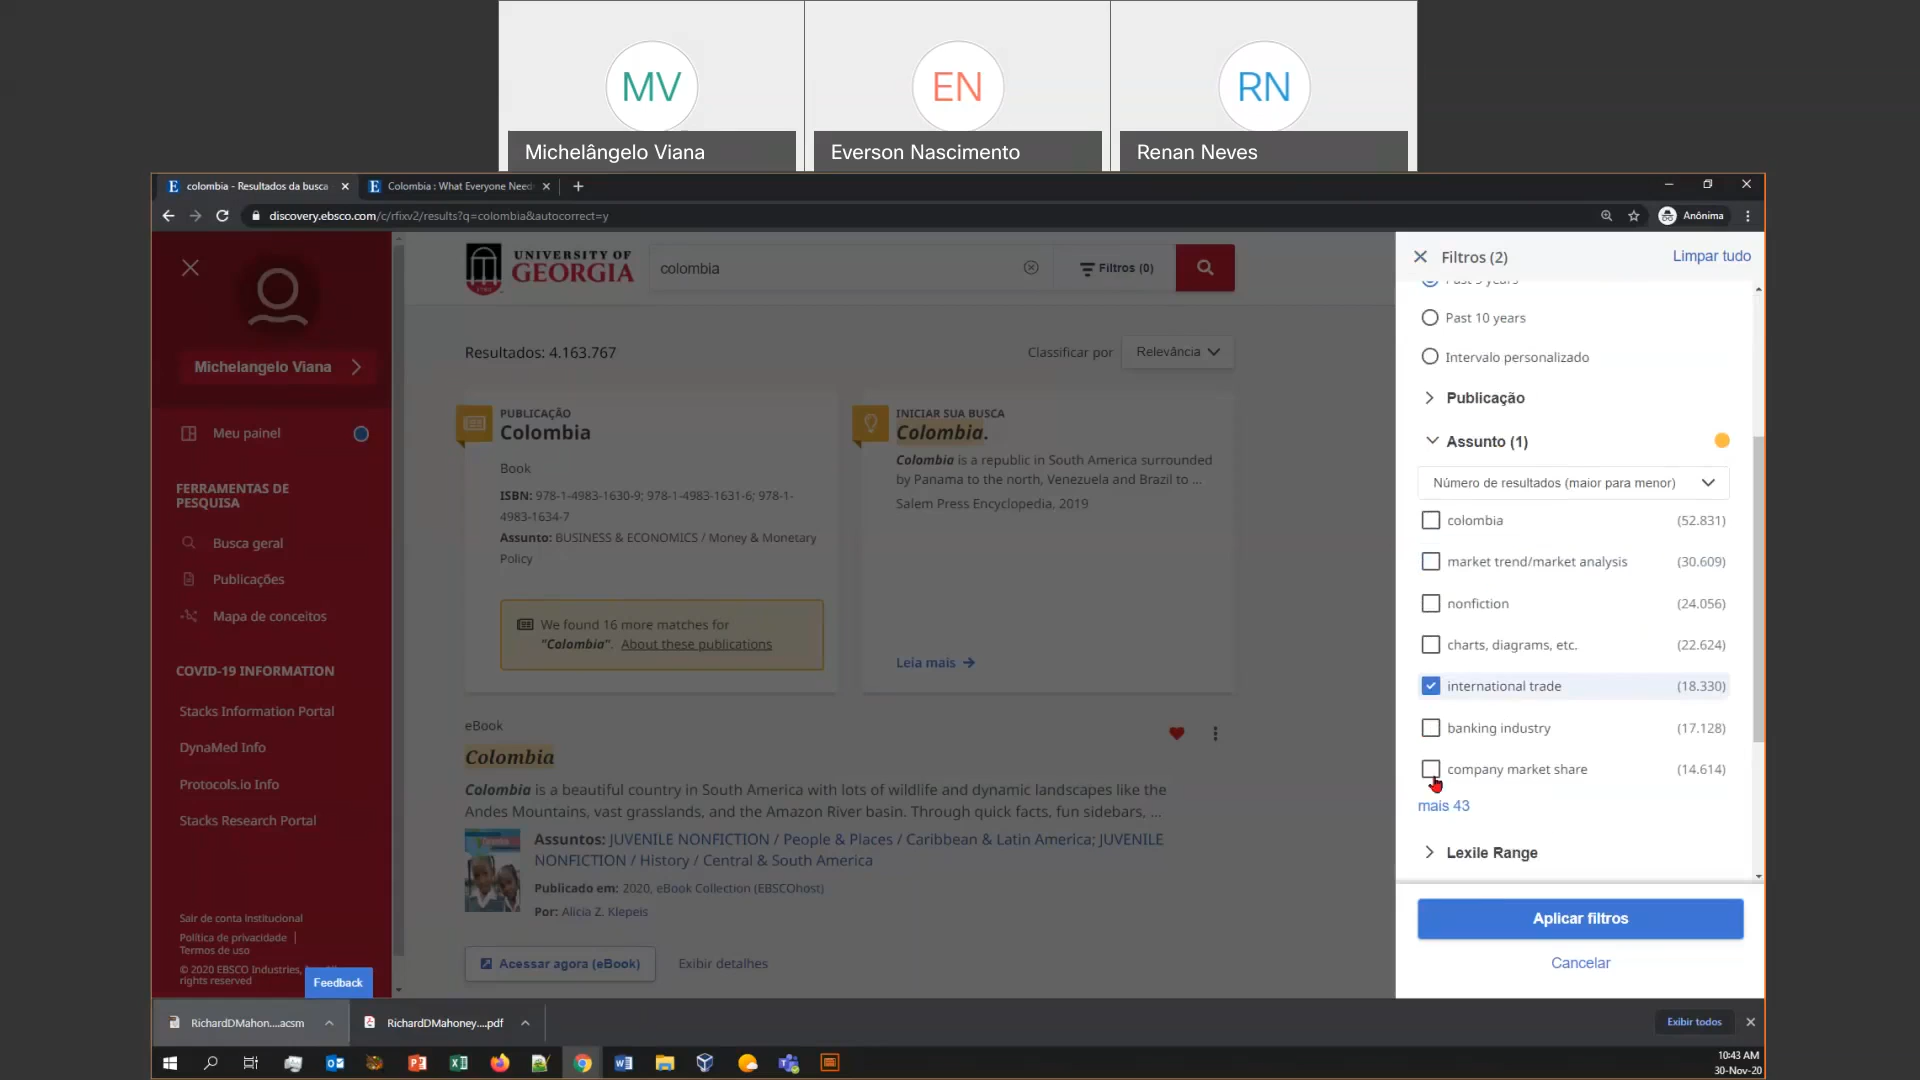 MV
EN
RN
Michelângelo Viana
Everson Nascimento
Renan Neves
colombia - Resultados da busca
Colombia : What Everyone Need
discovery.ebsco.com/c/rfixv2/results?q=colombia&autocorrect=y
Anônima
Michelangelo Viana
Meu painel
FERRAMENTAS DE
PESQUISA
Busca geral
Publicações
Mapa de conceitos
COVID-19 INFORMATION
Stacks Information Portal
DynaMed Info
Protocols.io Info
Stacks Research Portal
Sair de conta institucional
Política de privacidade |
Termos de uso
© 2020 EBSCO Industries,
rights reserved
Feedback
UNIVERSITY OF
GEORGIA
colombia
Filtros (0)
Resultados: 4.163.767
Classificar por
Relevância
PUBLICAÇÃO
Colombia
Book
ISBN: 978-1-4983-1630-9; 978-1-4983-1631-6; 978-1-
4983-1634-7
Assunto: BUSINESS & ECONOMICS / Money & Monetary
Policy
We found 16 more matches for
"Colombia". About these publications
INICIAR SUA BUSCA
Colombia.
Colombia is a republic in South America surrounded
by Panama to the north, Venezuela and Brazil to ...
Salem Press Encyclopedia, 2019
Leia mais
eBook
Colombia
Colombia is a beautiful country in South America with lots of wildlife and dynamic landscapes like the
Andes Mountains, vast grasslands, and the Amazon River basin. Through quick facts, fun sidebars, ...
Assuntos: JUVENILE NONFICTION / People & Places / Caribbean & Latin America; JUVENILE
NONFICTION / History / Central & South America
Publicado em: 2020, eBook Collection (EBSCOhost)
Por: Alicia Z. Klepeis
Acessar agora (eBook)
Exibir detalhes
Filtros (2)
Limpar tudo
Past 5 years
Past 10 years
Intervalo personalizado
Publicação
Assunto (1)
Número de resultados (maior para menor)
colombia (52.831)
market trend/market analysis (30.609)
nonfiction (24.056)
charts, diagrams, etc. (22.624)
international trade (18.330)
banking industry (17.128)
company market share (14.614)
mais 43
Lexile Range
Aplicar filtros
Cancelar
RichardDMahon....acsm
RichardDMahoney....pdf
Exibir todos
10:43 AM
30-Nov-20